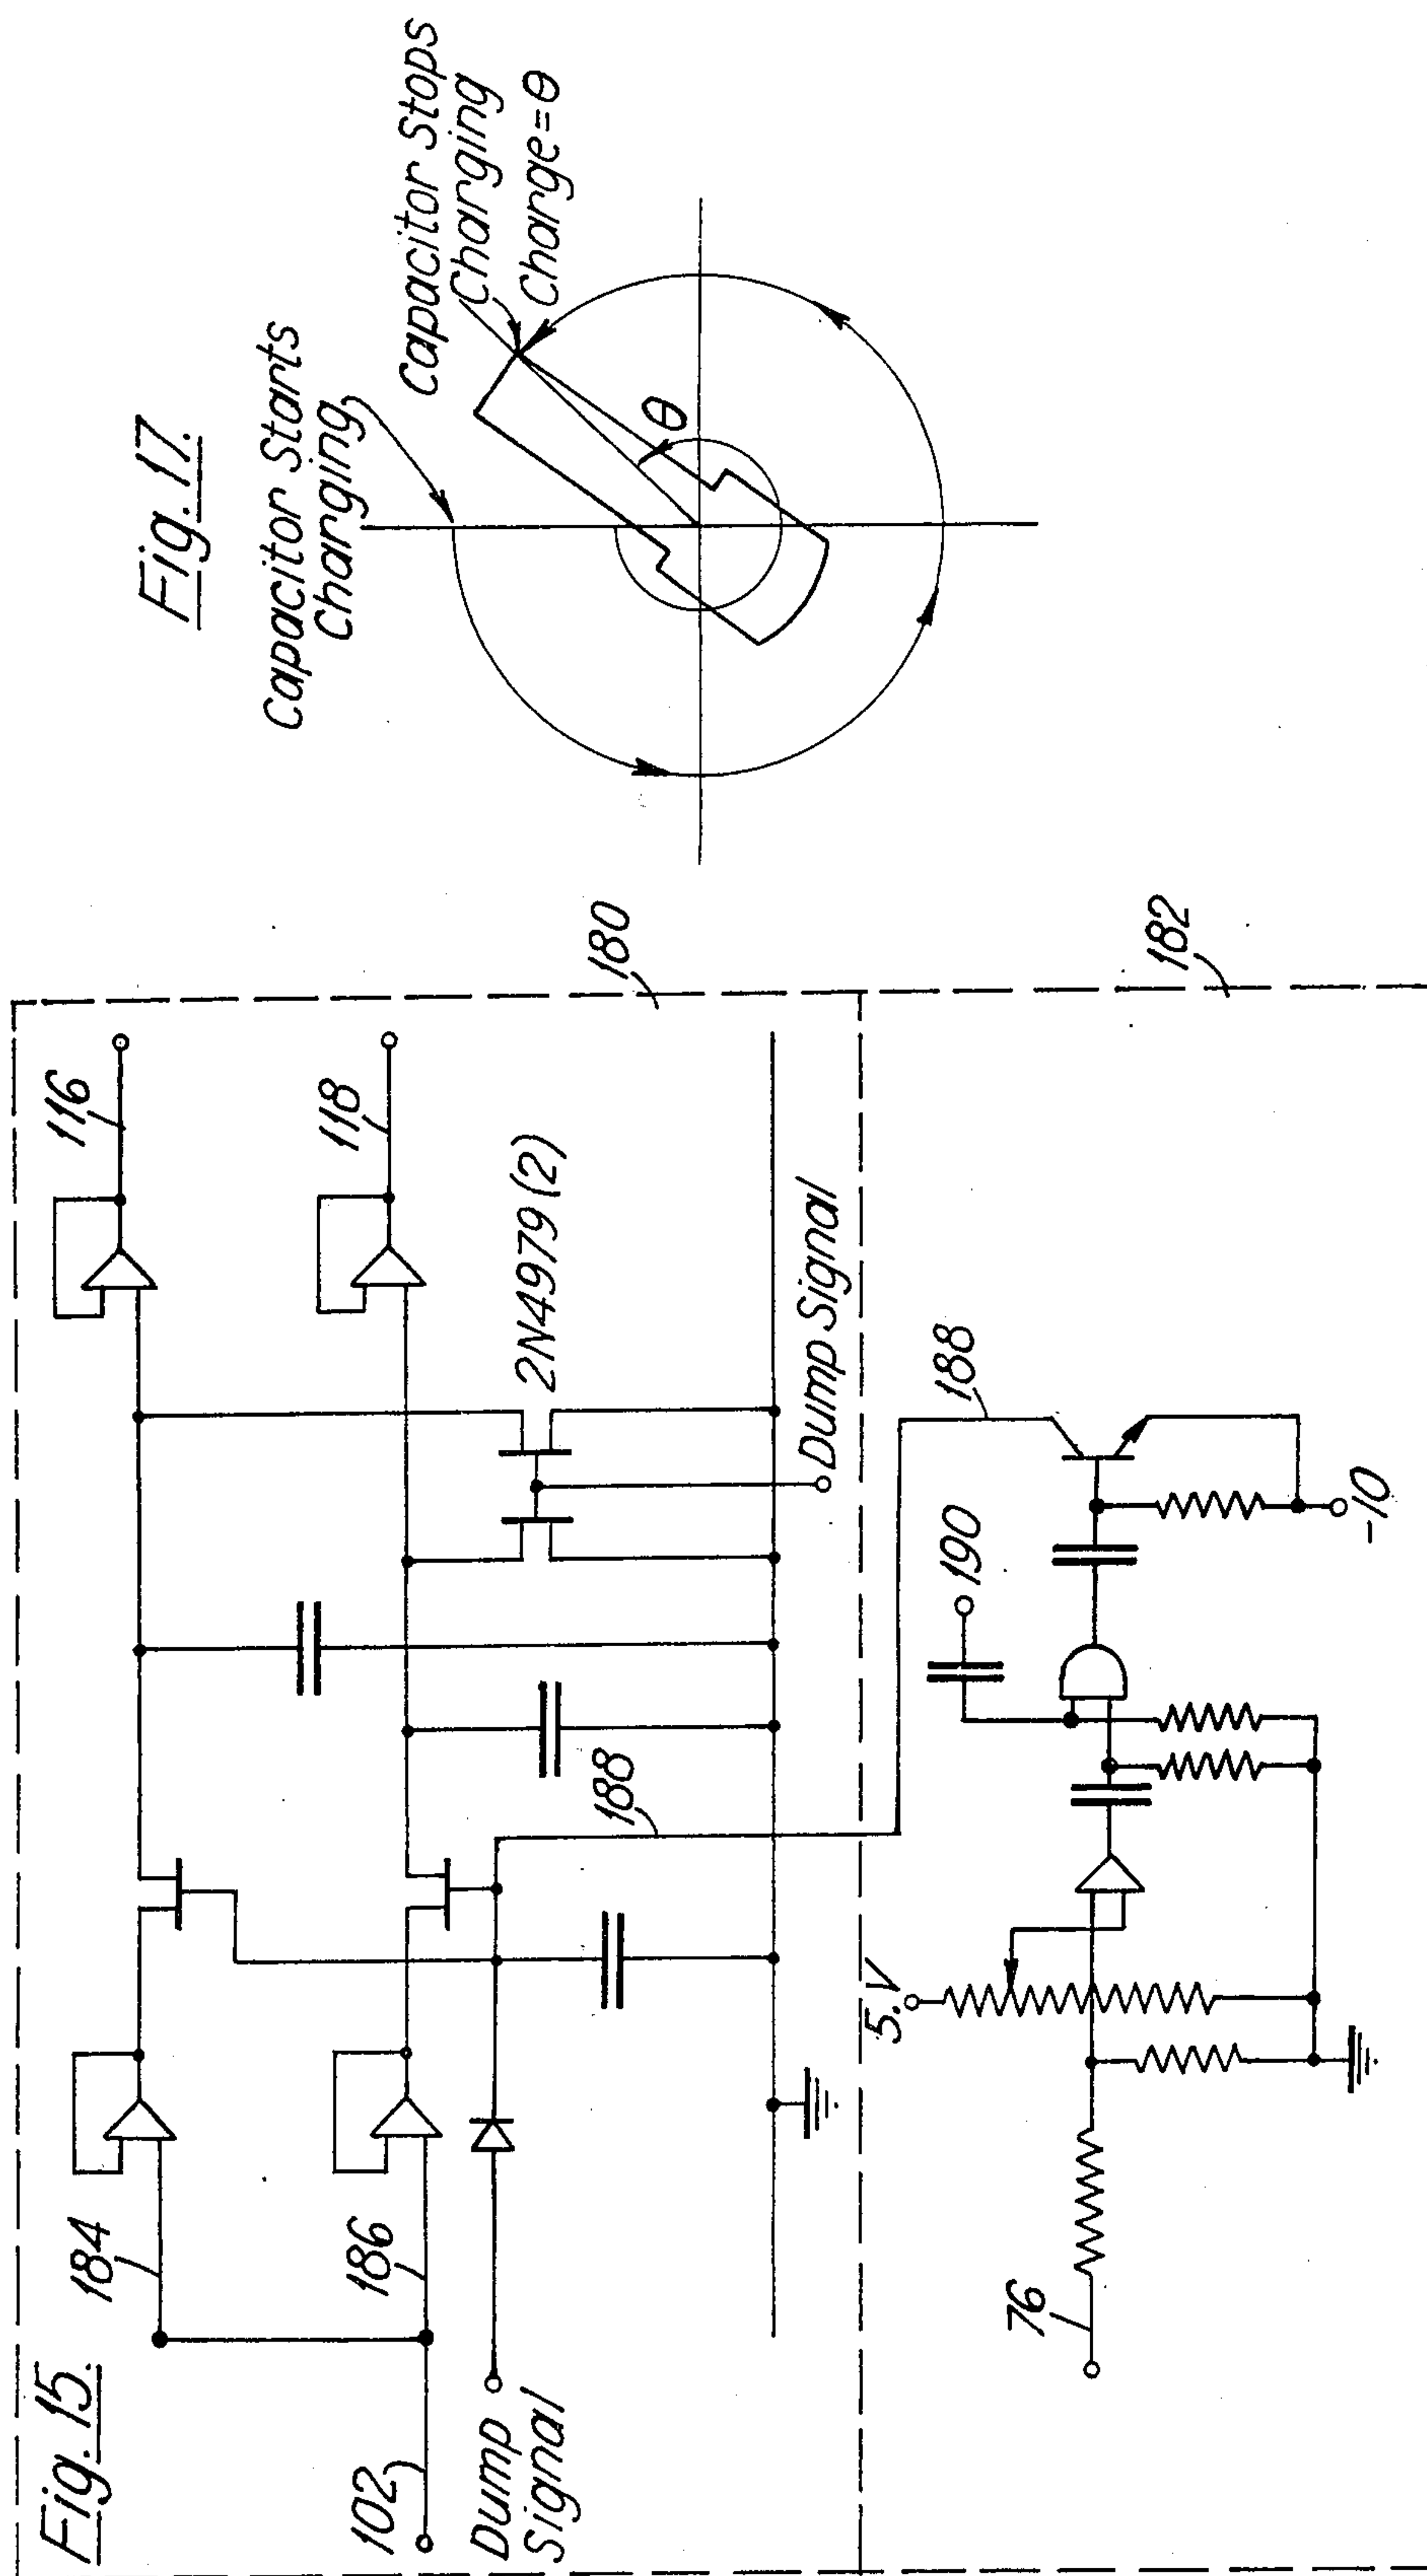 Fig. 15.
184
186
102
Dump
Signal
116
118
2N4979 (2)
Dump Signal
180
188
182
188
190
5.V
76
-10
Fig. 17.
Capacitor Starts
Charging
Capacitor Stops
Charging
Charge=θ
θ